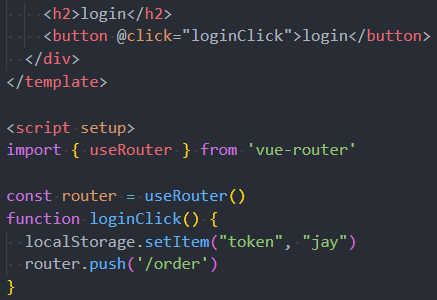 <h2>login</h2>
<button @click="loginClick">login</button>
</div>
</template>
<script setup>
import { useRouter } from 'vue-router'
const router = useRouter()
function loginClick() {
localStorage.setItem("token", "jay")
router.push('/order')
}